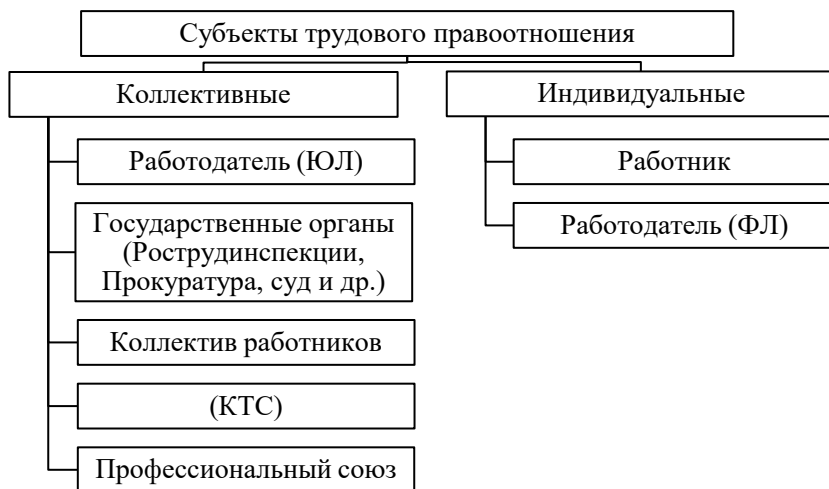 Субъекты трудового правоотношения
Коллективные
Работодатель (ЮЛ)
Государственные органы
(Рострудинспекции,
Прокуратура, суд и др.)
Коллектив работников
(КТС)
Профессиональный союз
Индивидуальные
Работник
Работодатель (ФЛ)